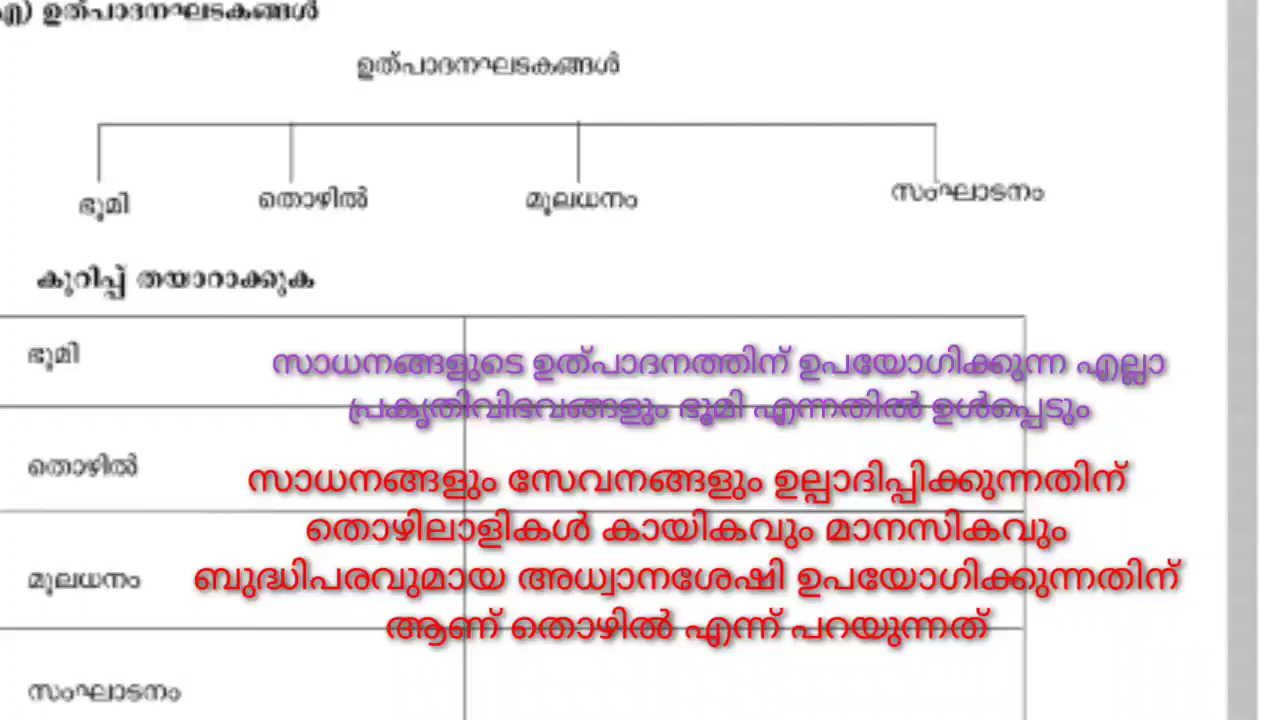 എ) ഉത്പാദനഘടകങ്ങൾ
ഉത്പാദനഘടകങ്ങൾ
ഭൂമി തൊഴിൽ മൂലധനം സംഘാടനം
കുറിപ്പ് തയാറാക്കുക
ഭൂമി
സാധനങ്ങളുടെ ഉത്പാദനത്തിന് ഉപയോഗിക്കുന്ന എല്ലാ
പ്രകൃതിവിഭവങ്ങളും ഭൂമി എന്നതിൽ ഉൾപ്പെടും
തൊഴിൽ
സാധനങ്ങളും സേവനങ്ങളും ഉല്പാദിപ്പിക്കുന്നതിന്
തൊഴിലാളികൾ കായികവും മാനസികവും
മൂലധനം
ബുദ്ധിപരവുമായ അധ്വാനശേഷി ഉപയോഗിക്കുന്നതിന്
ആണ് തൊഴിൽ എന്ന് പറയുന്നത്
സംഘാടനം